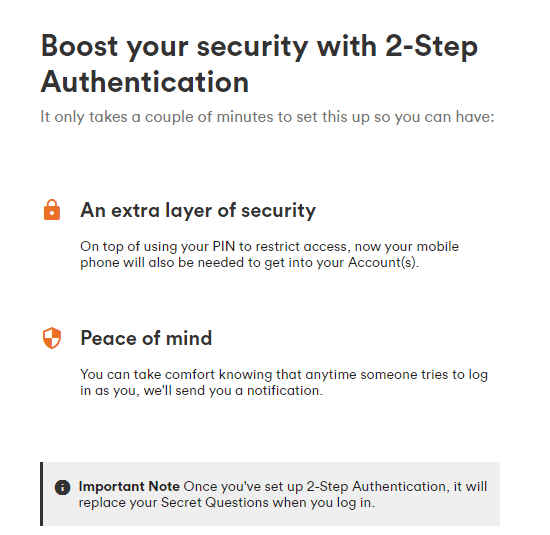 Boost your security with 2-Step
Authentication
It only takes a couple of minutes to set this up so you can have:
An extra layer of security
On top of using your PIN to restrict access, now your mobile
phone will also be needed to get into your Account(s).
Peace of mind
You can take comfort knowing that anytime someone tries to log
in as you, we'll send you a notification.
Important Note Once you've set up 2-Step Authentication, it will
replace your Secret Questions when you log in.